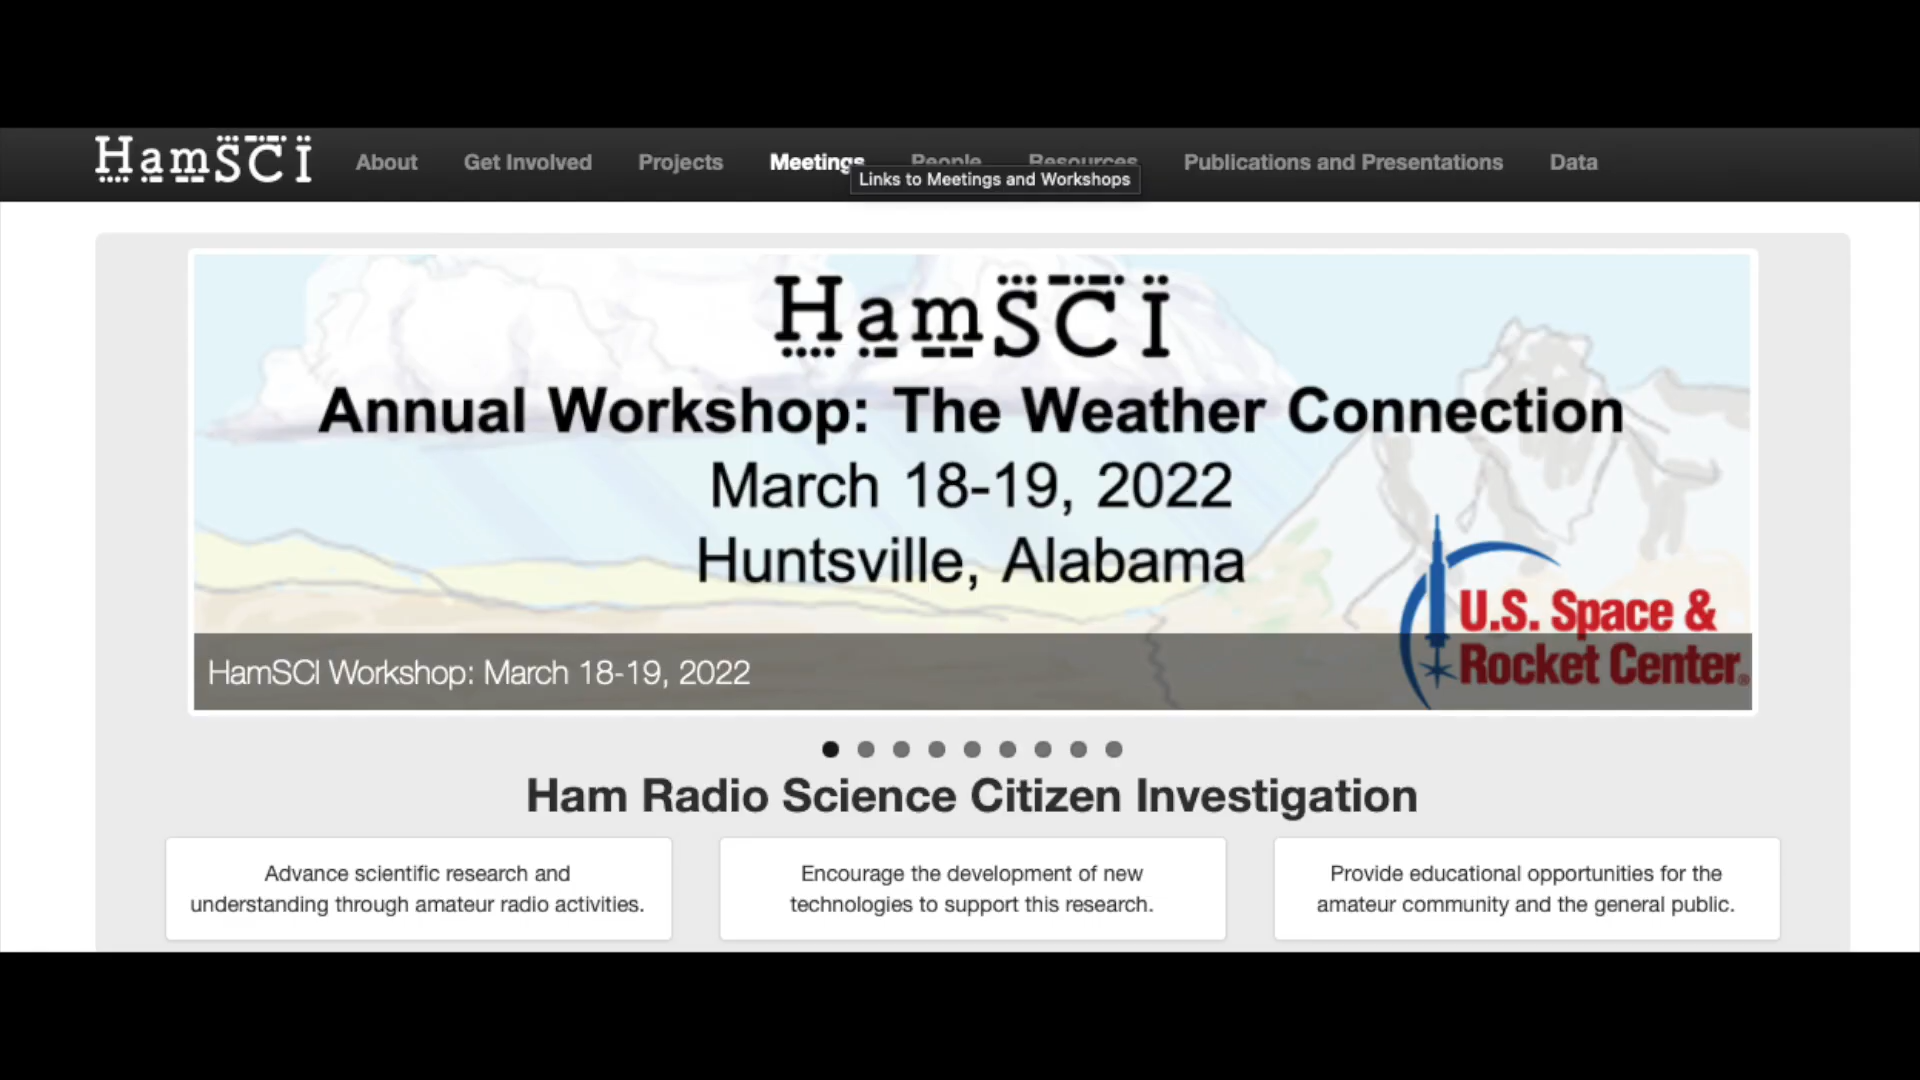 HamSCI About Get Involved Projects Meetings People Resources Publications and Presentations Data
Links to Meetings and Workshops
HamSCI
Annual Workshop: The Weather Connection
March 18-19, 2022
Huntsville, Alabama
U.S. Space &
Rocket Center®
HamSCI Workshop: March 18-19, 2022
Ham Radio Science Citizen Investigation
Advance scientific research and
understanding through amateur radio activities.
Encourage the development of new
technologies to support this research.
Provide educational opportunities for the
amateur community and the general public.